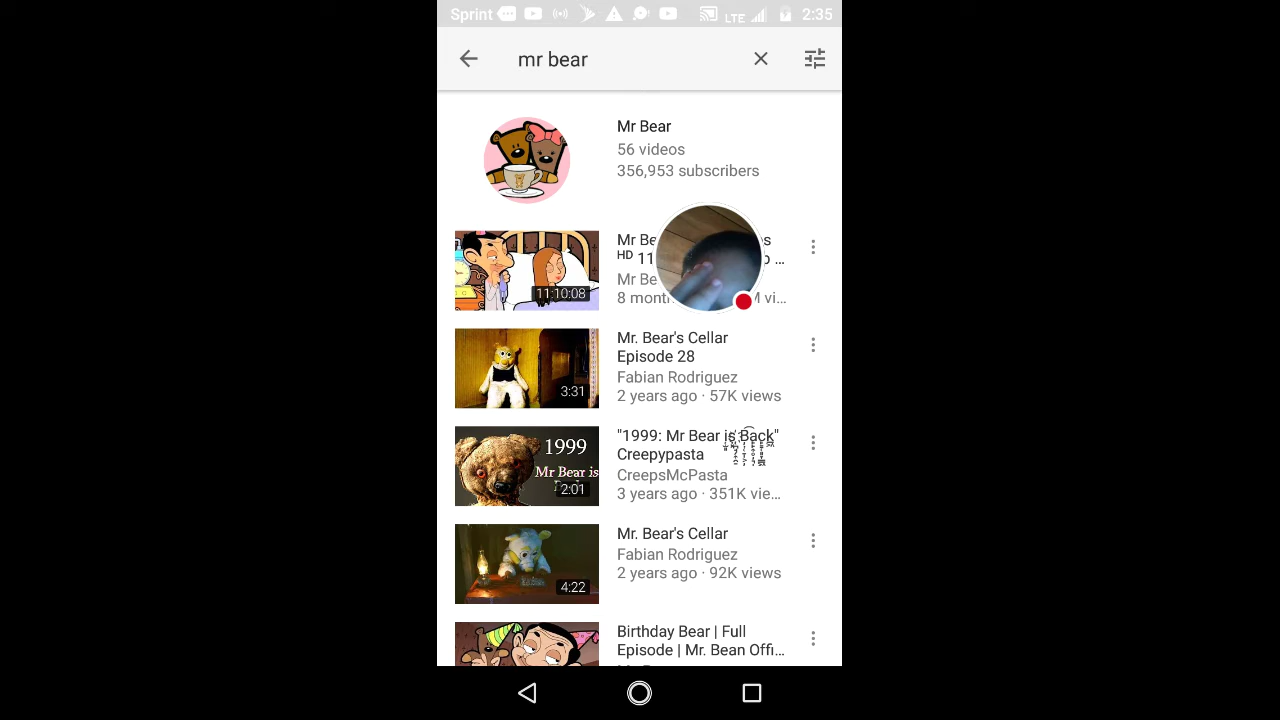 Sprint LTE 2:35
mr bear
Mr Bear
56 videos
356,953 subscribers
11:10:08
Mr Be s
HD 11 ...
Mr Be
8 mont M vi...
3:31
Mr. Bear's Cellar
Episode 28
Fabian Rodriguez
2 years ago · 57K views
1999
Mr Bear is
2:01
"1999: Mr Bear is Back"
Creepypasta
CreepsMcPasta
3 years ago · 351K vie...
4:22
Mr. Bear's Cellar
Fabian Rodriguez
2 years ago · 92K views
Birthday Bear | Full
Episode | Mr. Bean Offi...